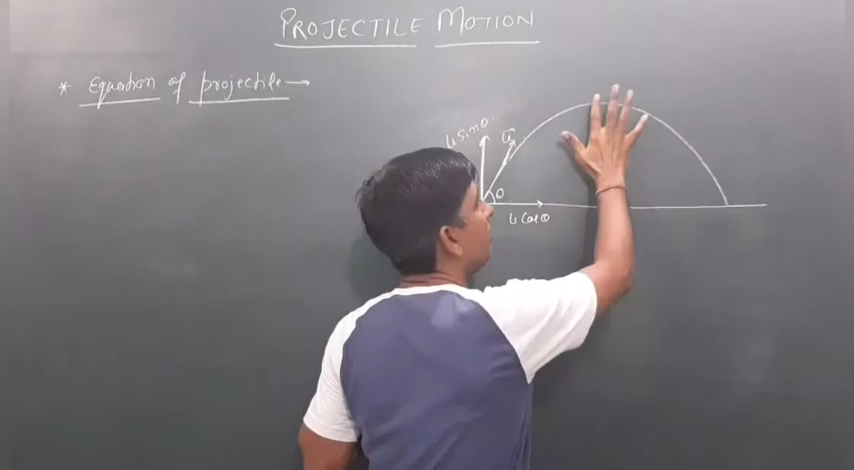 PROJECTILE MOTION
* Equation of projectile →
u sinθ
u
θ
u cosθ